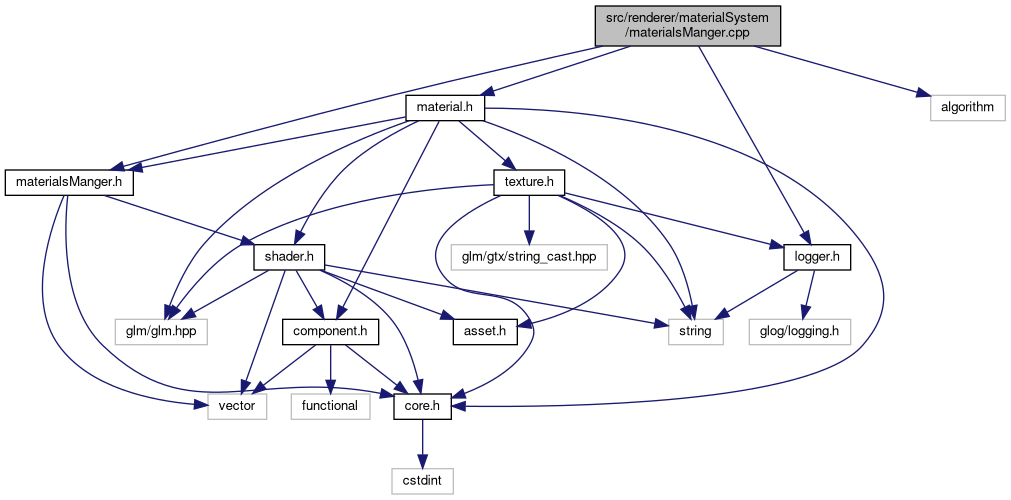 src/renderer/materialSystem
/materialsManger.cpp
material.h
algorithm
materialsManger.h
texture.h
shader.h
glm/gtx/string_cast.hpp
logger.h
glm/glm.hpp
component.h
asset.h
string
glog/logging.h
vector
functional
core.h
cstdint